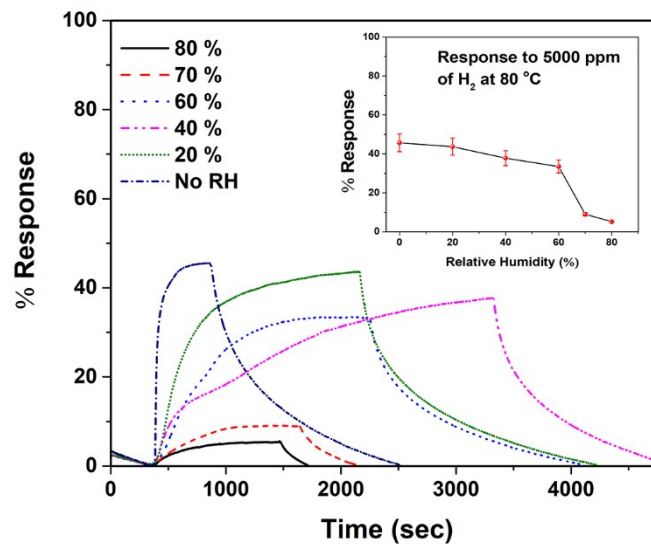 100
80
60
40
20
0
% Response
80 %
70 %
60 %
40 %
20 %
No RH
Response to 5000 ppm
of H₂ at 80 °C
100
80
60
40
20
0
% Response
0 20 40 60 80
Relative Humidity (%)
0 1000 2000 3000 4000
Time (sec)